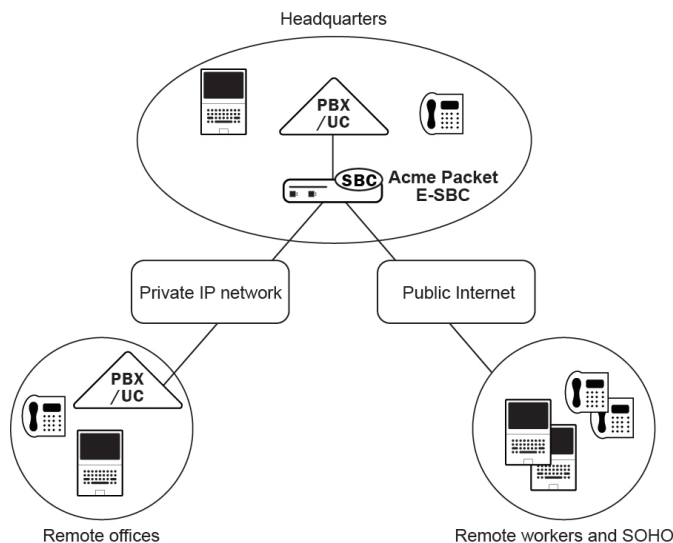 Headquarters
PBX
/UC
SBC
Acme Packet
E-SBC
Private IP network
Public Internet
PBX
/UC
Remote offices
Remote workers and SOHO